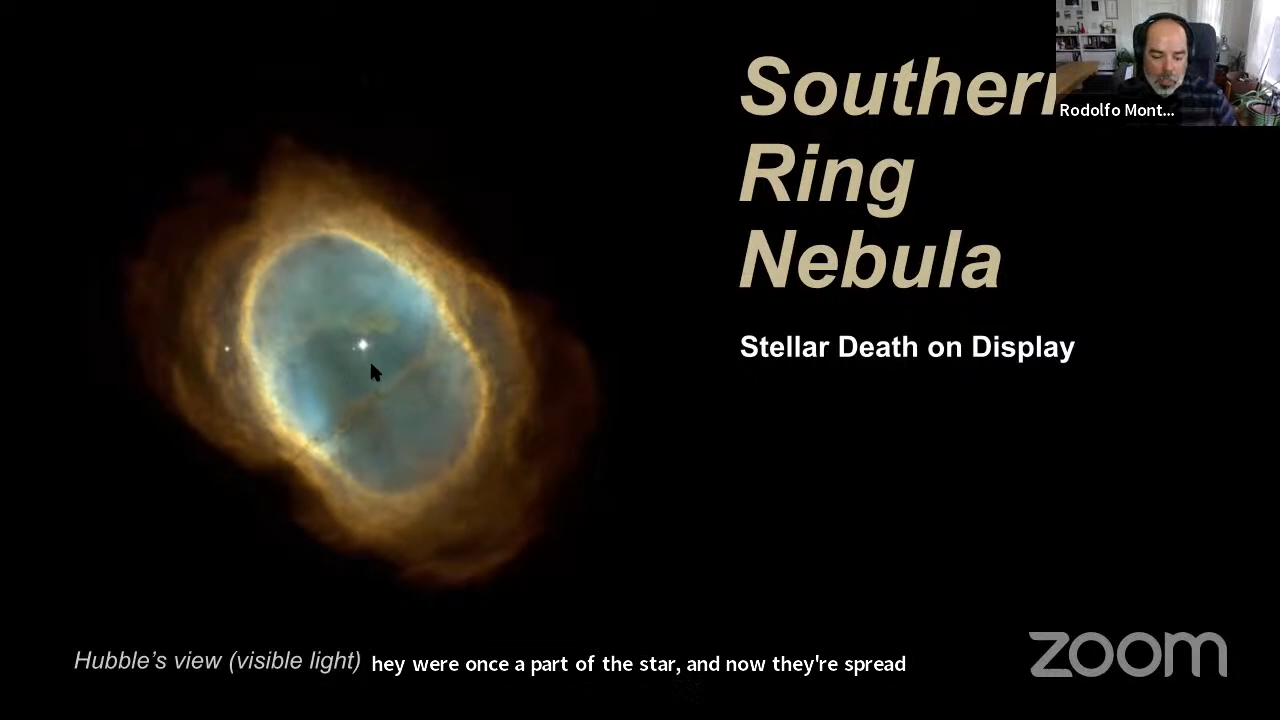 Southern
Ring
Nebula
Rodolfo Mont...
Stellar Death on Display
Hubble's view (visible light)
hey were once a part of the star, and now they're spread
zoom